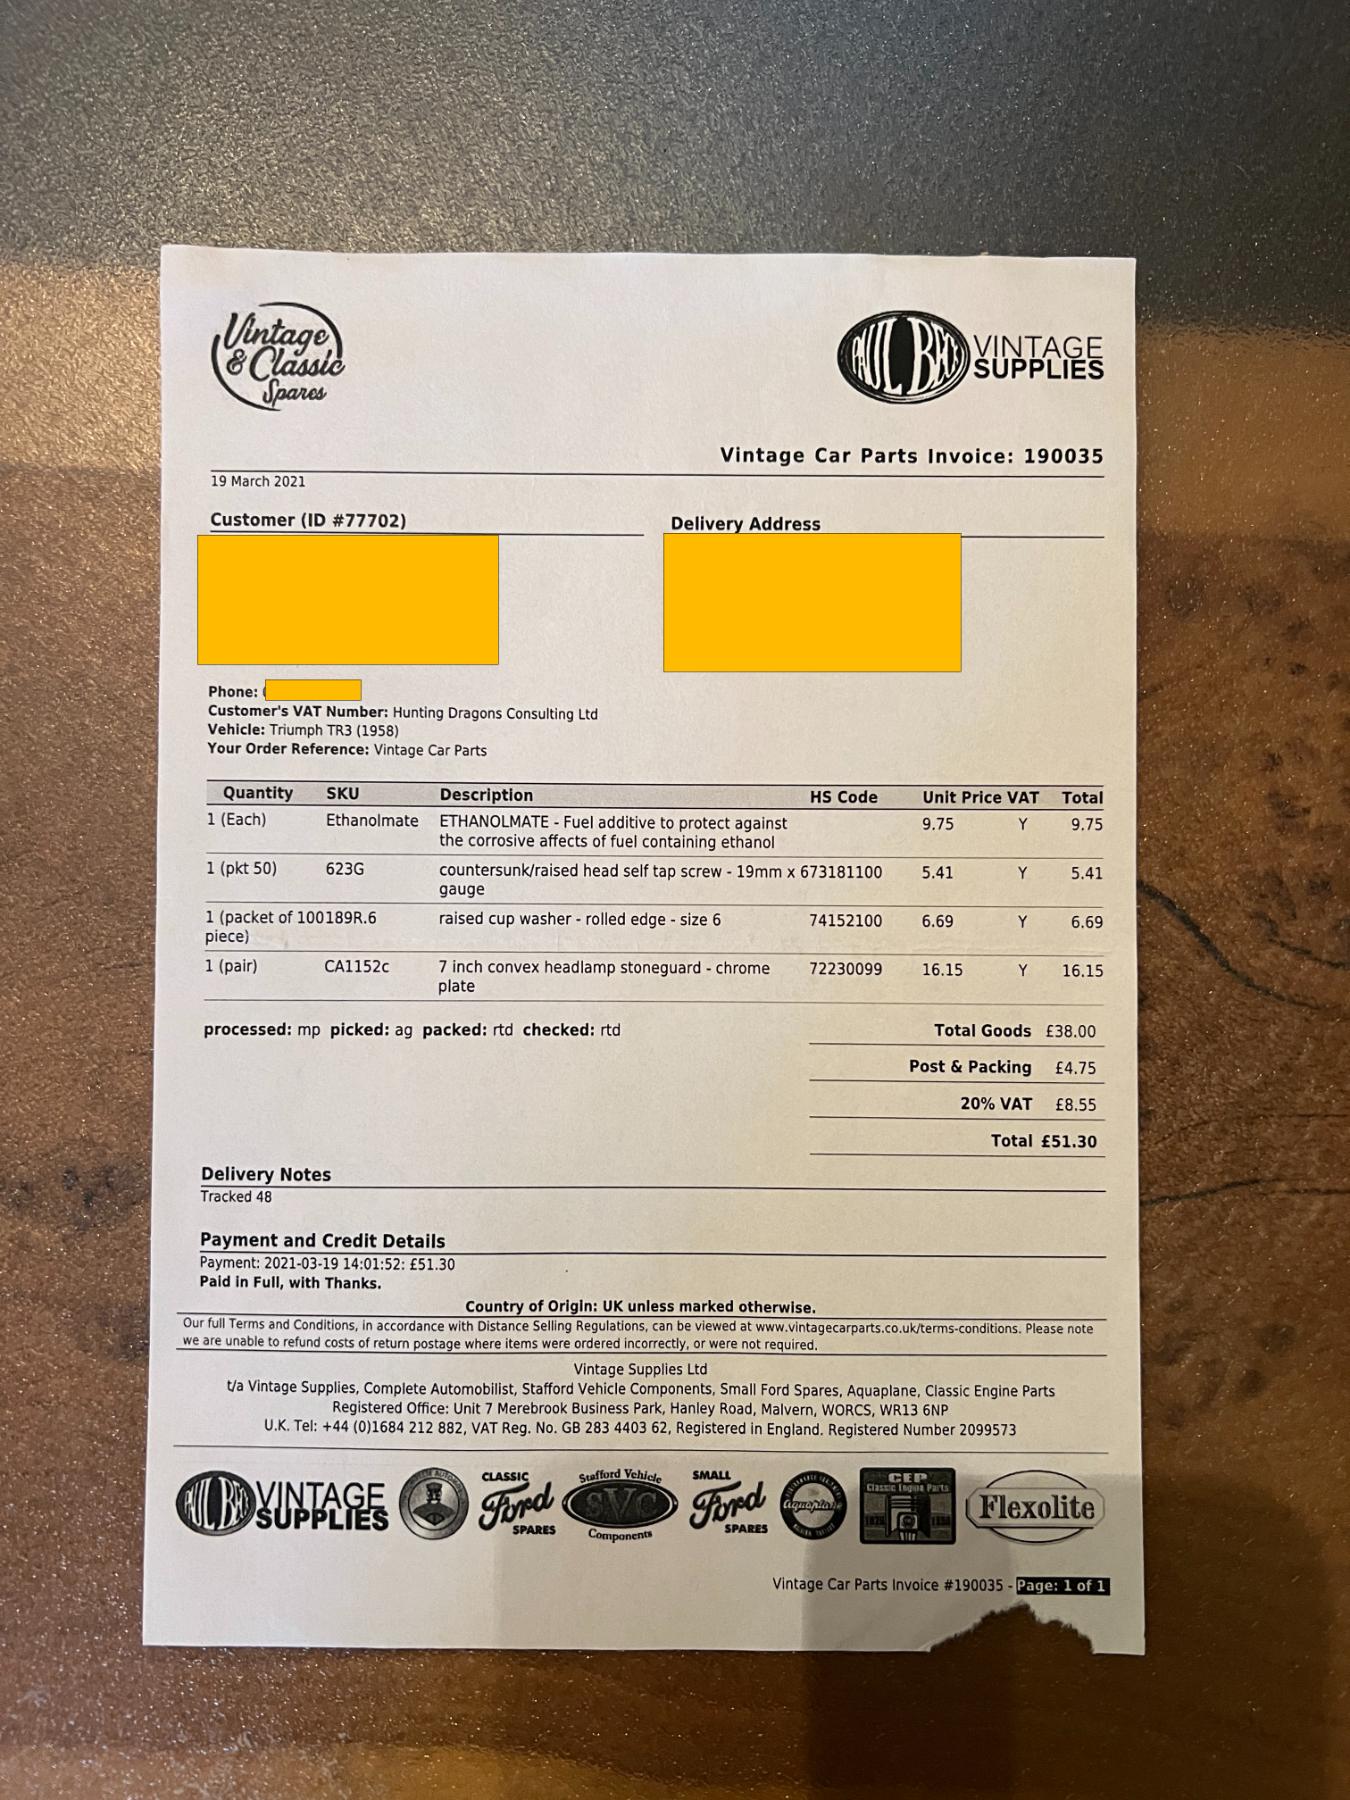 Vintage
& Classic
Spares
PAUL BECK VINTAGE
SUPPLIES
Vintage Car Parts Invoice: 190035
19 March 2021
Customer (ID #77702)
Delivery Address
Phone:
Customer's VAT Number: Hunting Dragons Consulting Ltd
Vehicle: Triumph TR3 (1958)
Your Order Reference: Vintage Car Parts
Quantity SKU Description HS Code Unit Price VAT Total
1 (Each) Ethanolmate ETHANOLMATE - Fuel additive to protect against 9.75 Y 9.75
the corrosive affects of fuel containing ethanol
1 (pkt 50) 623G countersunk/raised head self tap screw - 19mm x 673181100 5.41 Y 5.41
gauge
1 (packet of 100189R.6 raised cup washer - rolled edge - size 6 74152100 6.69 Y 6.69
piece)
1 (pair) CA1152c 7 inch convex headlamp stoneguard - chrome 72230099 16.15 Y 16.15
plate
processed: mp picked: ag packed: rtd checked: rtd
Total Goods £38.00
Post & Packing £4.75
20% VAT £8.55
Total £51.30
Delivery Notes
Tracked 48
Payment and Credit Details
Payment: 2021-03-19 14:01:52: £51.30
Paid in Full, with Thanks.
Country of Origin: UK unless marked otherwise.
Our full Terms and Conditions, in accordance with Distance Selling Regulations, can be viewed at www.vintagecarparts.co.uk/terms-conditions. Please note
we are unable to refund costs of return postage where items were ordered incorrectly, or were not required.
Vintage Supplies Ltd
t/a Vintage Supplies, Complete Automobilist, Stafford Vehicle Components, Small Ford Spares, Aquaplane, Classic Engine Parts
Registered Office: Unit 7 Merebrook Business Park, Hanley Road, Malvern, WORCS, WR13 6NP
U.K. Tel: +44 (0)1684 212 882, VAT Reg. No. GB 283 4403 62, Registered in England. Registered Number 2099573
PAUL BECK VINTAGE
SUPPLIES
CLASSIC
Ford
SPARES
Stafford Vehicle
SVC
Components
SMALL
Ford
SPARES
aquaplane
CEP
Classic Engine Parts
Flexolite
Vintage Car Parts Invoice #190035 - Page: 1 of 1